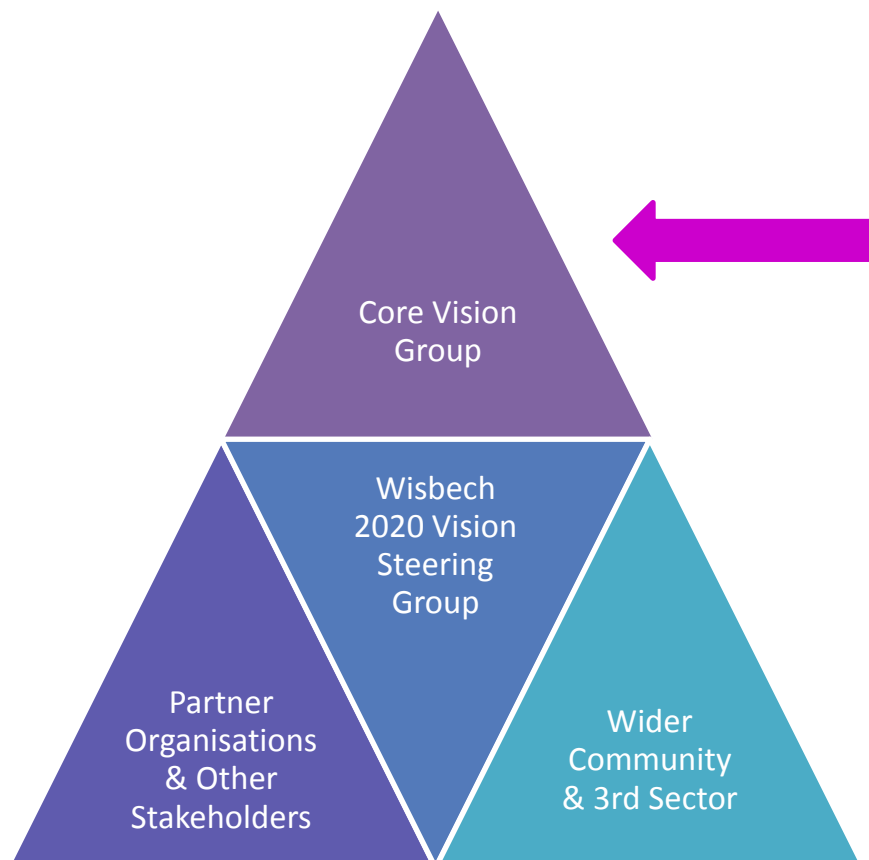 Core Vision
Group
Wisbech
2020 Vision
Steering
Group
Partner
Organisations
& Other
Stakeholders
Wider
Community
& 3rd Sector